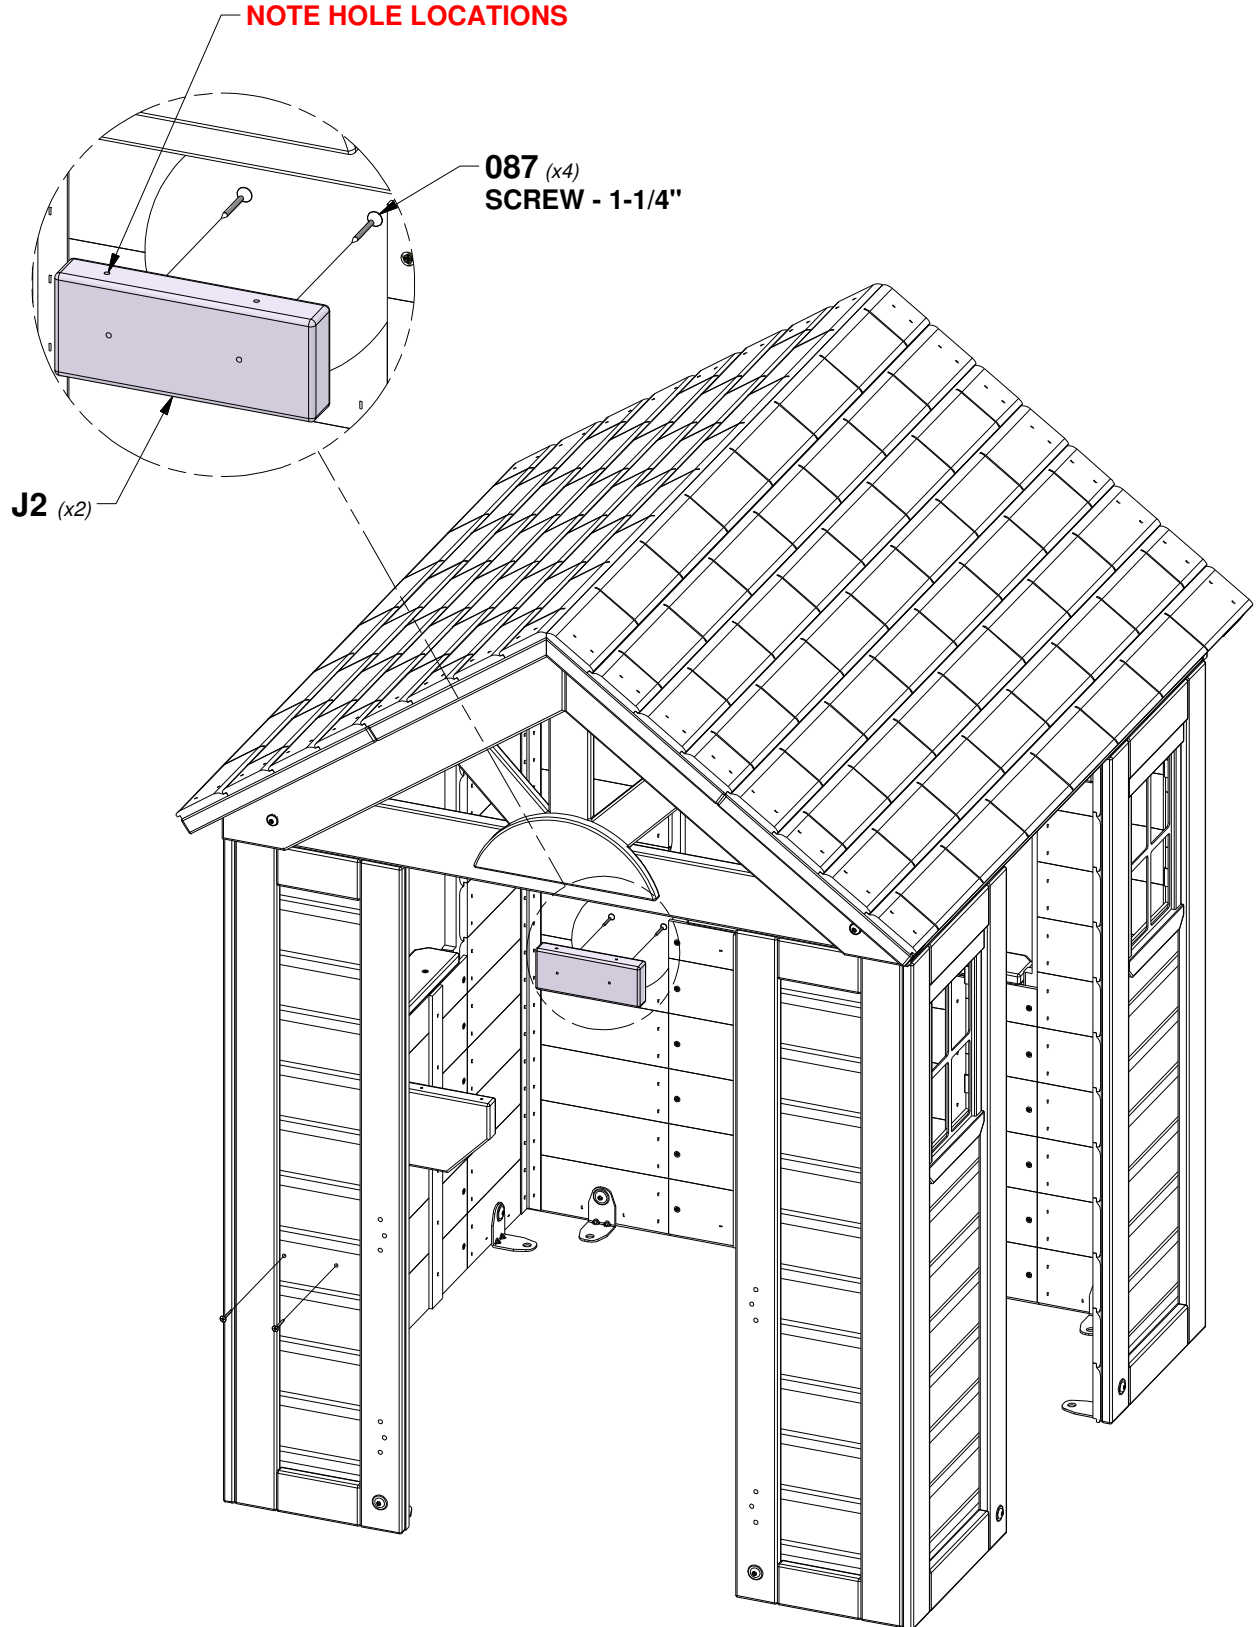 NOTE HOLE LOCATIONS
087 (x4)
SCREW - 1-1/4"
J2 (x2)